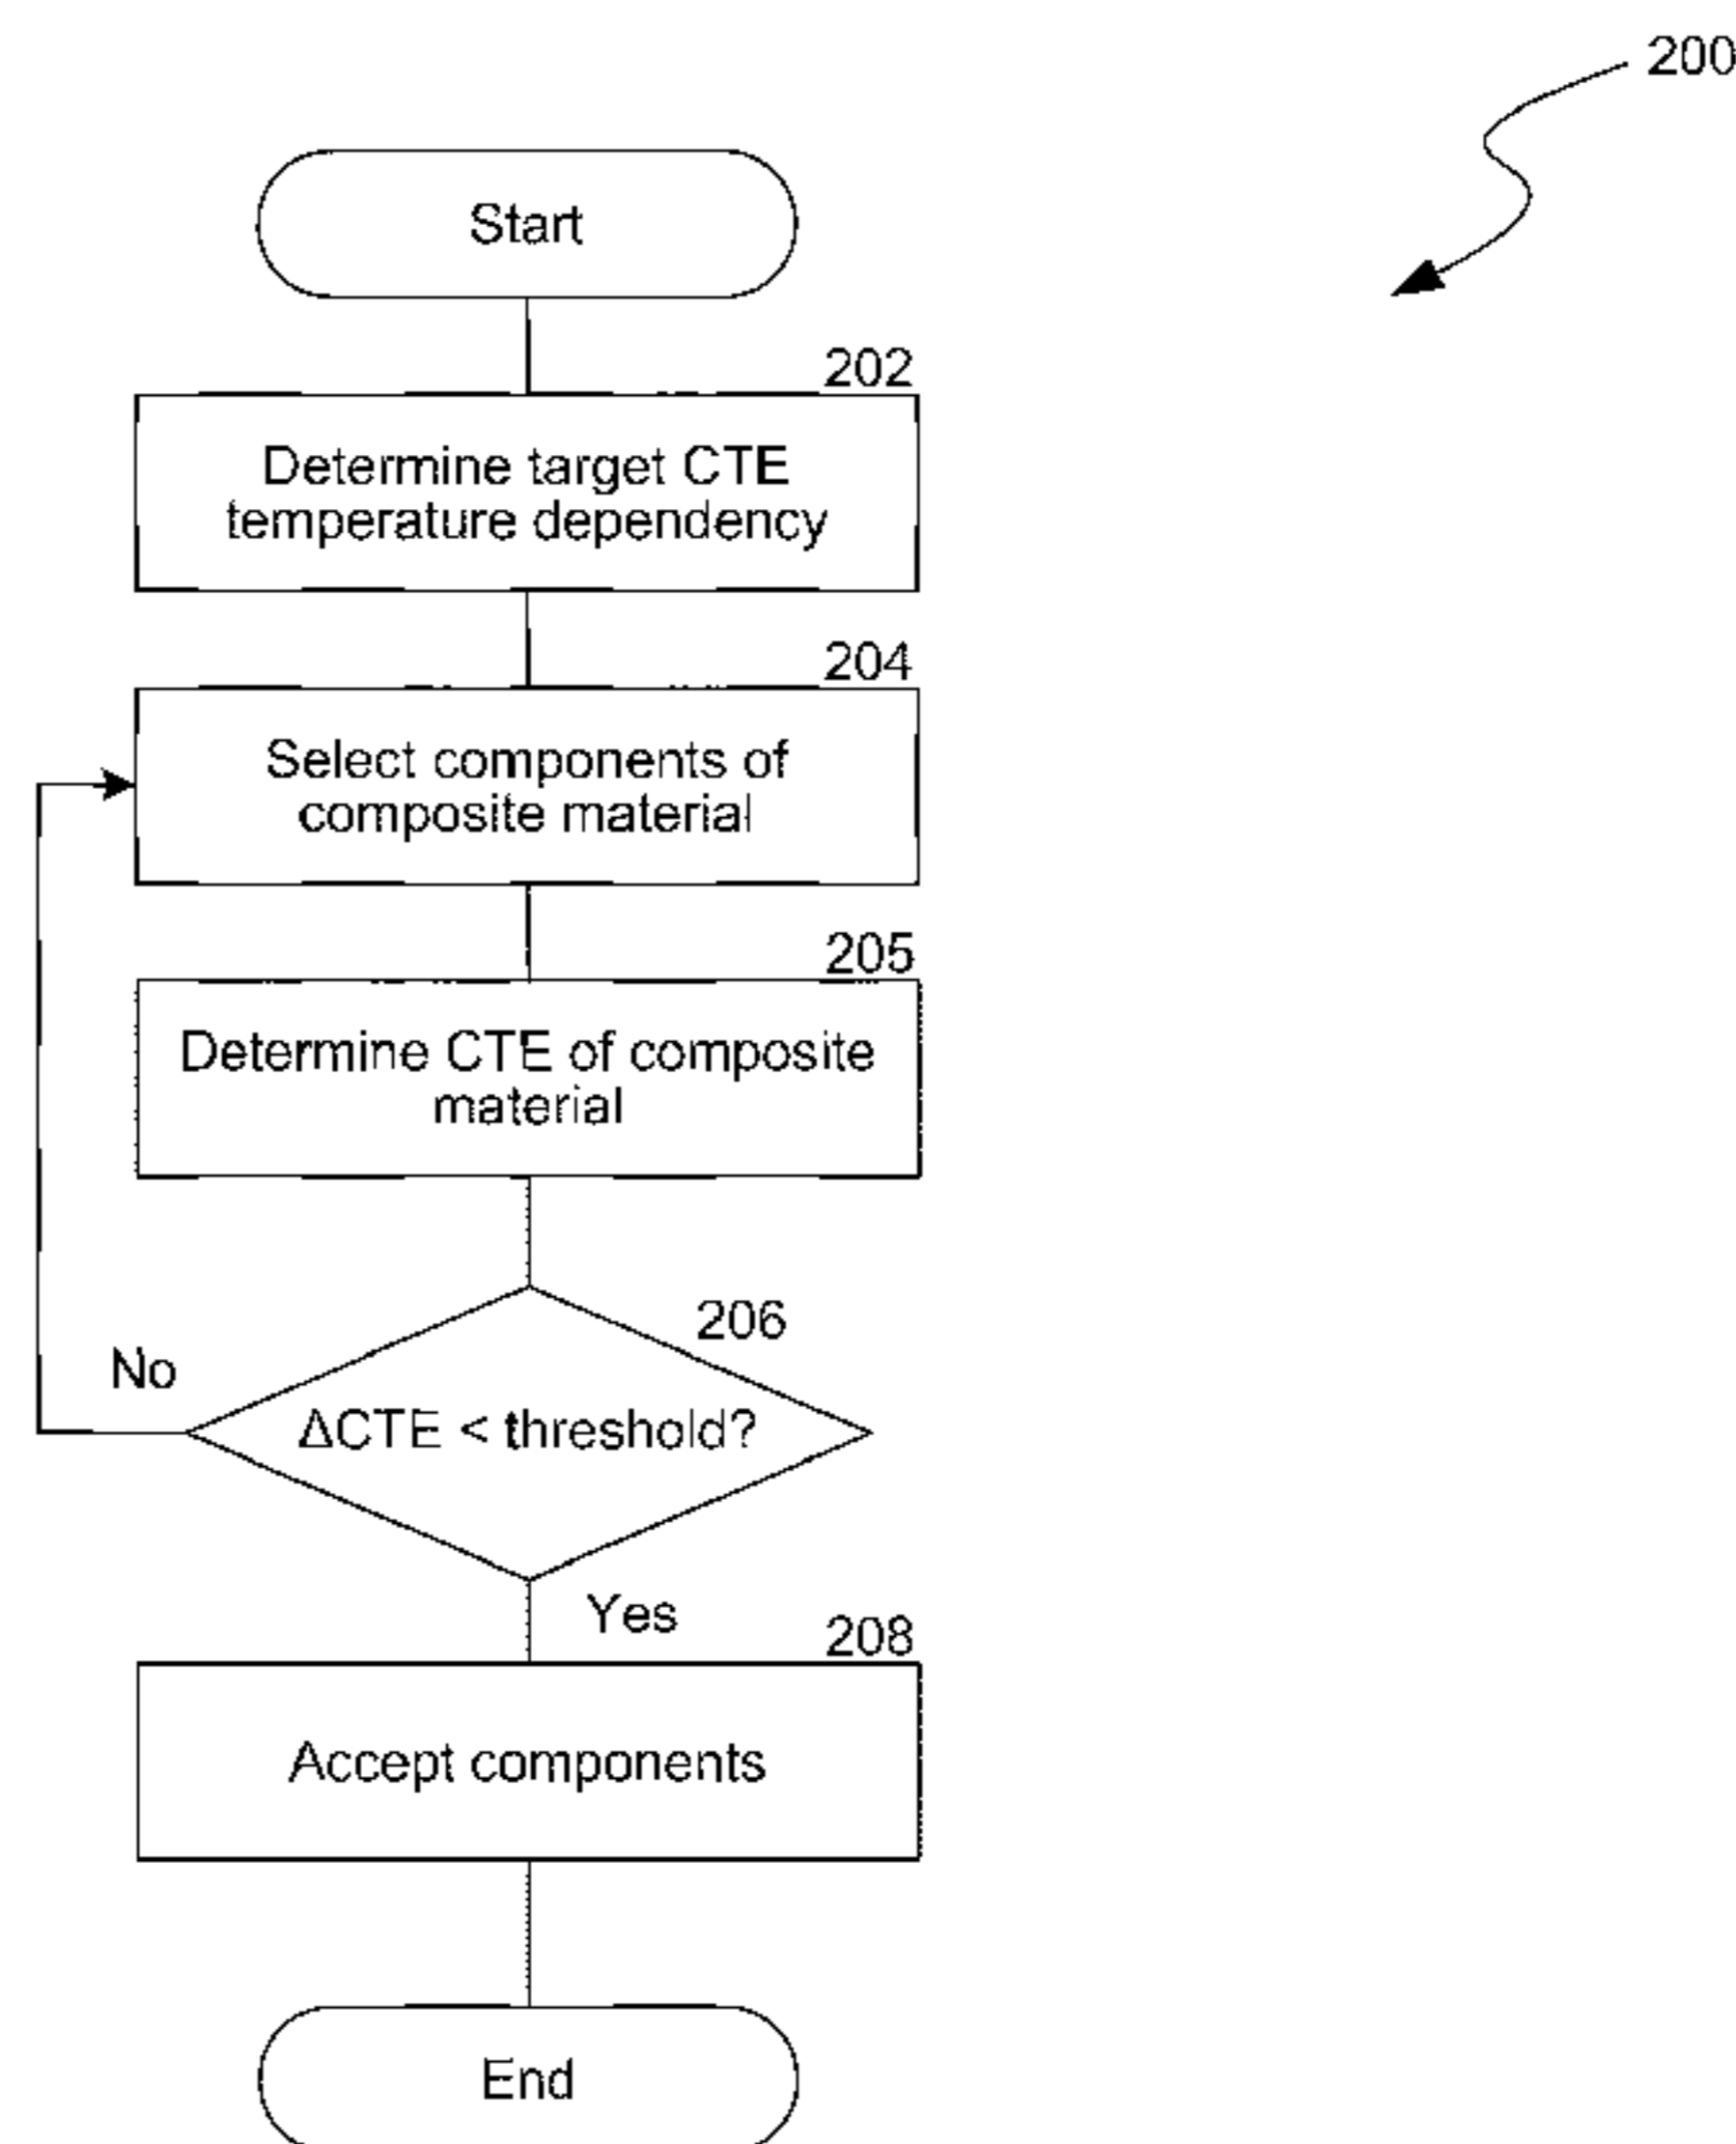 200
Start
202
Determine target CTE
temperature dependency
204
Select components of
composite material
205
Determine CTE of composite
material
206
No
ΔCTE < threshold?
Yes
208
Accept components
End